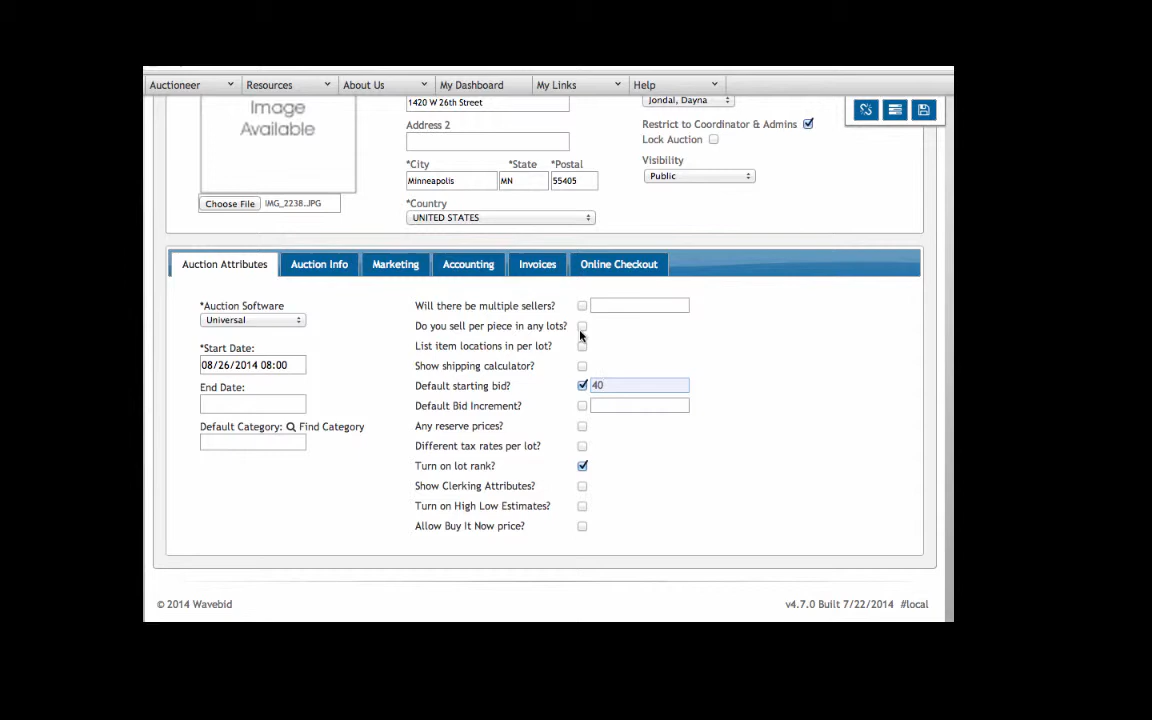 Auctioneer Resources About Us My Dashboard My Links Help
Image
Available
Choose File IMG_2238..JPG
1420 W 26th Street
Address 2
*City *State *Postal
Minneapolis MN 55405
*Country
UNITED STATES
Jondal, Dayna
Restrict to Coordinator & Admins
Lock Auction
Visibility
Public
Auction Attributes Auction Info Marketing Accounting Invoices Online Checkout
*Auction Software
Universal
*Start Date:
08/26/2014 08:00
End Date:
Default Category: Find Category
Will there be multiple sellers?
Do you sell per piece in any lots?
List item locations in per lot?
Show shipping calculator?
Default starting bid? 40
Default Bid Increment?
Any reserve prices?
Different tax rates per lot?
Turn on lot rank?
Show Clerking Attributes?
Turn on High Low Estimates?
Allow Buy It Now price?
© 2014 Wavebid v4.7.0 Built 7/22/2014 #local